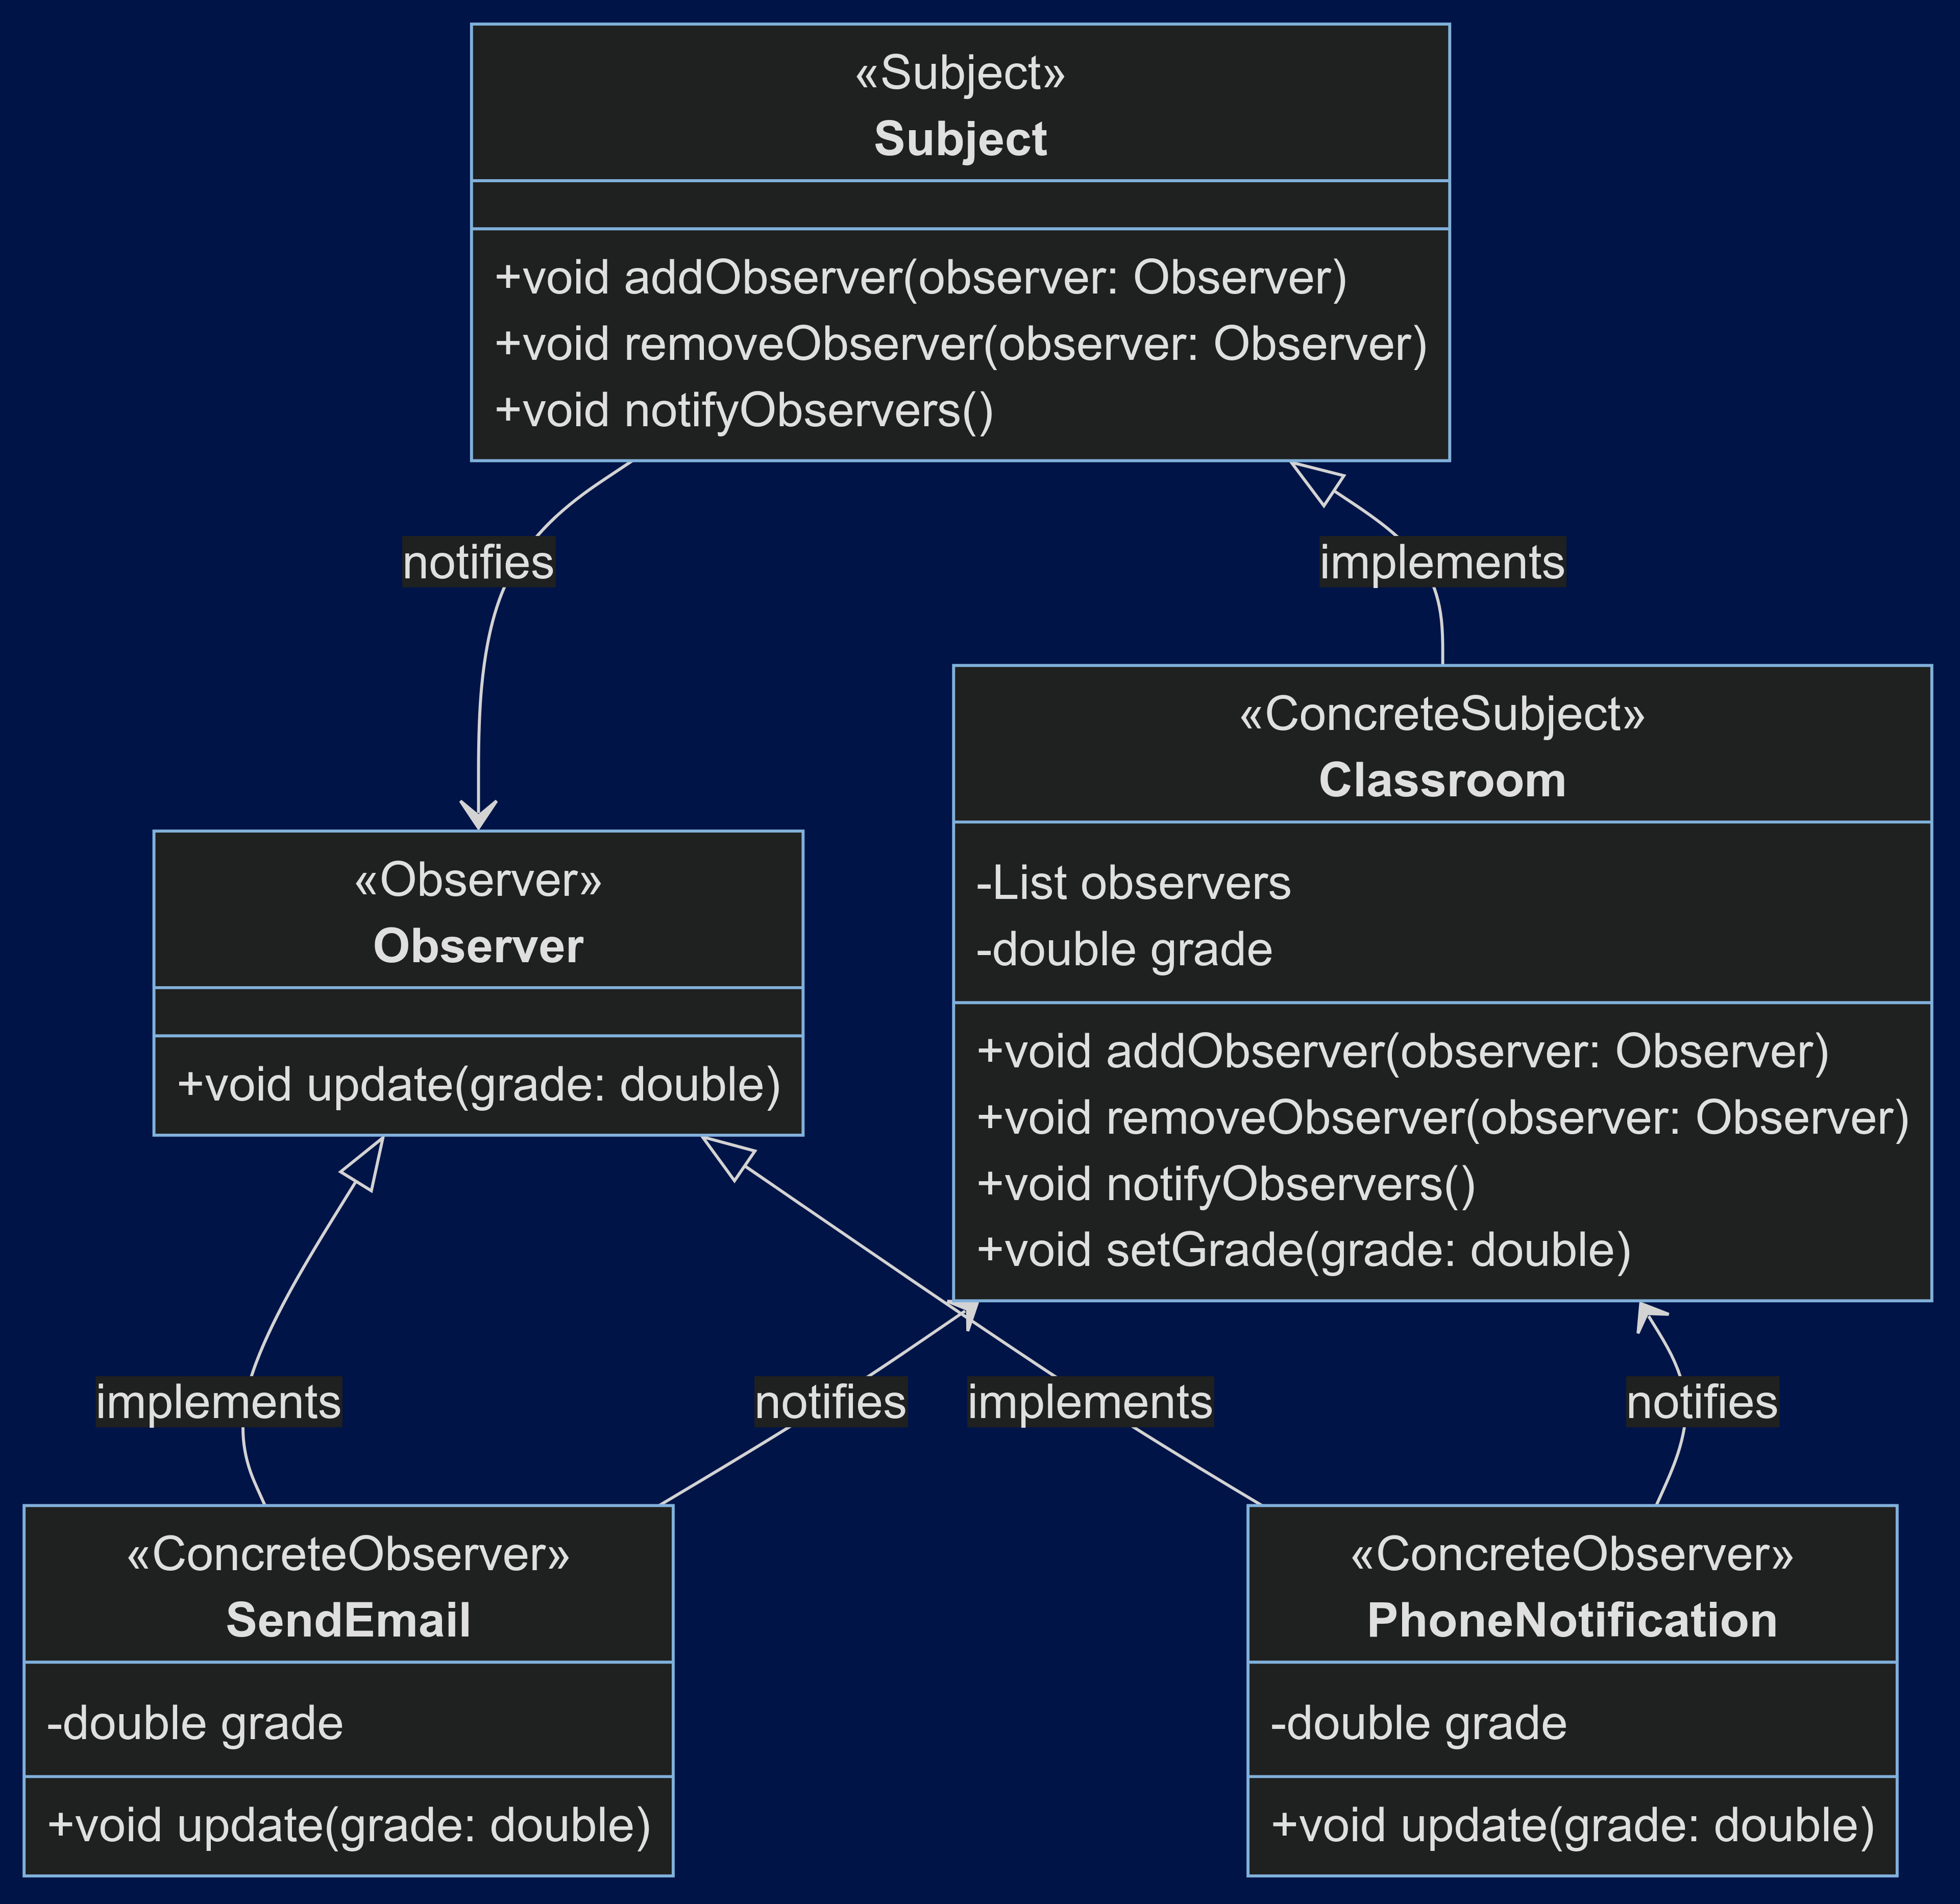 «Subject»
Subject
+void addObserver(observer: Observer)
+void removeObserver(observer: Observer)
+void notifyObservers()
notifies
implements
«ConcreteSubject»
Classroom
-List observers
-double grade
+void addObserver(observer: Observer)
+void removeObserver(observer: Observer)
+void notifyObservers()
+void setGrade(grade: double)
«Observer»
Observer
+void update(grade: double)
implements
notifies
implements
notifies
«ConcreteObserver»
SendEmail
-double grade
+void update(grade: double)
«ConcreteObserver»
PhoneNotification
-double grade
+void update(grade: double)